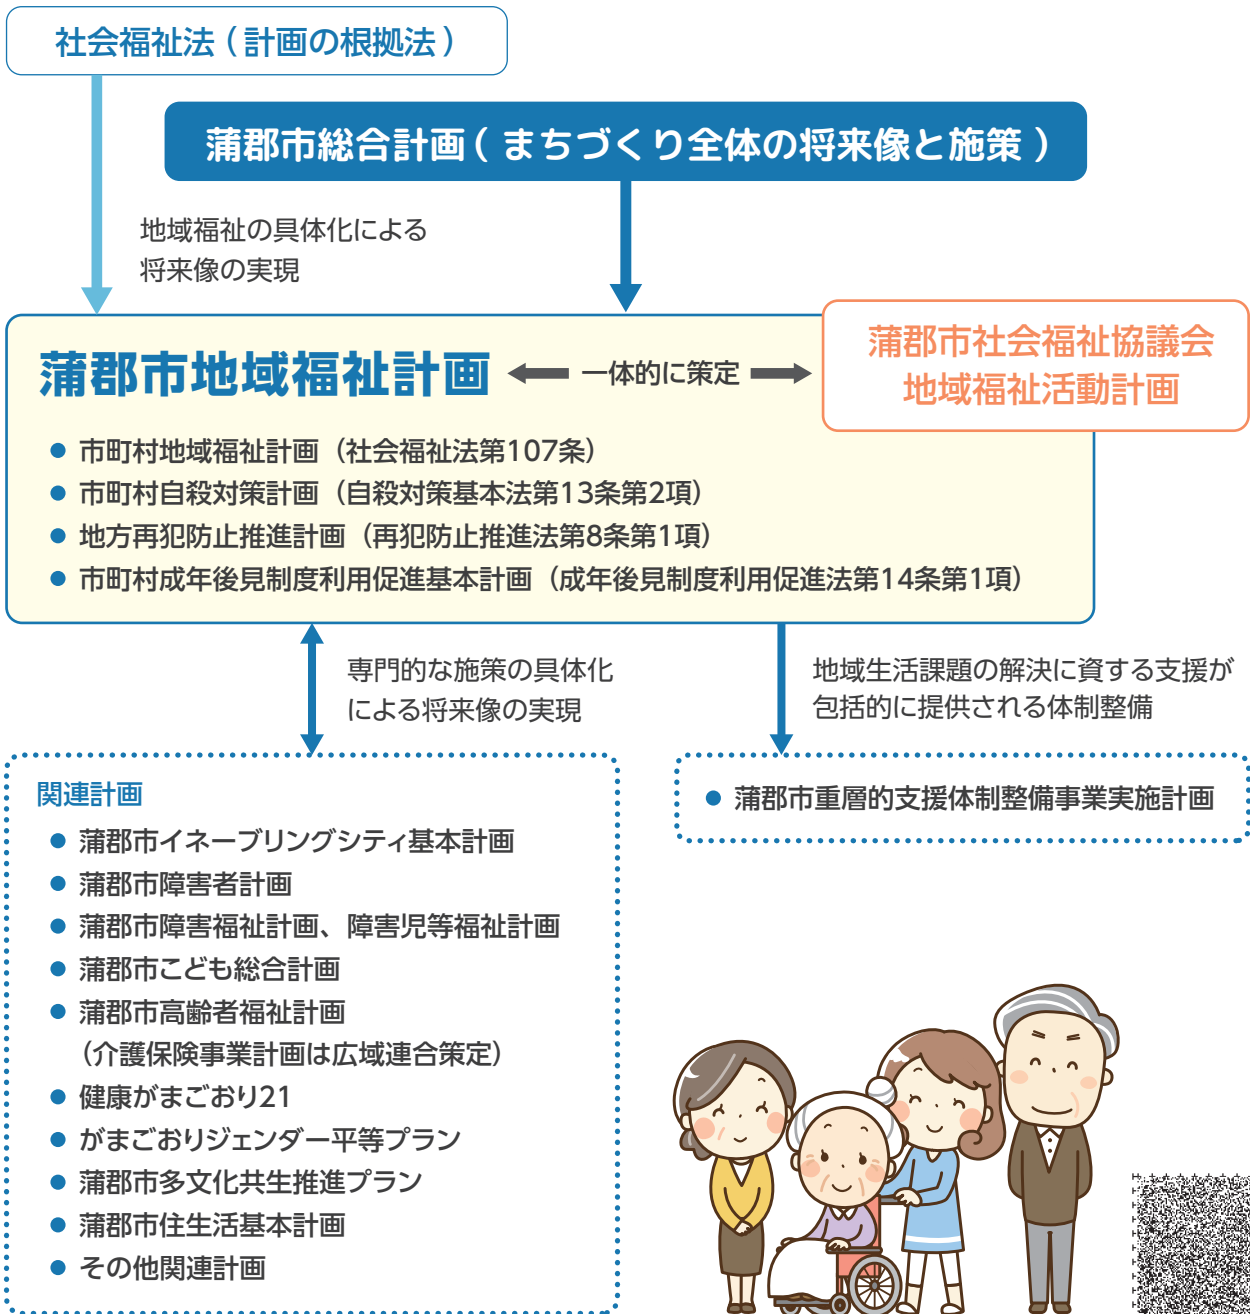 社会福祉法（計画の根拠法）
蒲郡市総合計画（まちづくり全体の将来像と施策）
地域福祉の具体化による
将来像の実現
蒲郡市地域福祉計画
一体的に策定
蒲郡市社会福祉協議会
地域福祉活動計画
● 市町村地域福祉計画（社会福祉法第107条）
● 市町村自殺対策計画（自殺対策基本法第13条第2項）
● 地方再犯防止推進計画（再犯防止推進法第8条第1項）
● 市町村成年後見制度利用促進基本計画（成年後見制度利用促進法第14条第1項）
専門的な施策の具体化
による将来像の実現
地域生活課題の解決に資する支援が
包括的に提供される体制整備
関連計画
● 蒲郡市イネーブリングシティ基本計画
● 蒲郡市障害者計画
● 蒲郡市障害福祉計画、障害児等福祉計画
● 蒲郡市こども総合計画
● 蒲郡市高齢者福祉計画
（介護保険事業計画は広域連合策定）
● 健康がまごおり21
● がまごおりジェンダー平等プラン
● 蒲郡市多文化共生推進プラン
● 蒲郡市住生活基本計画
● その他関連計画
● 蒲郡市重層的支援体制整備事業実施計画